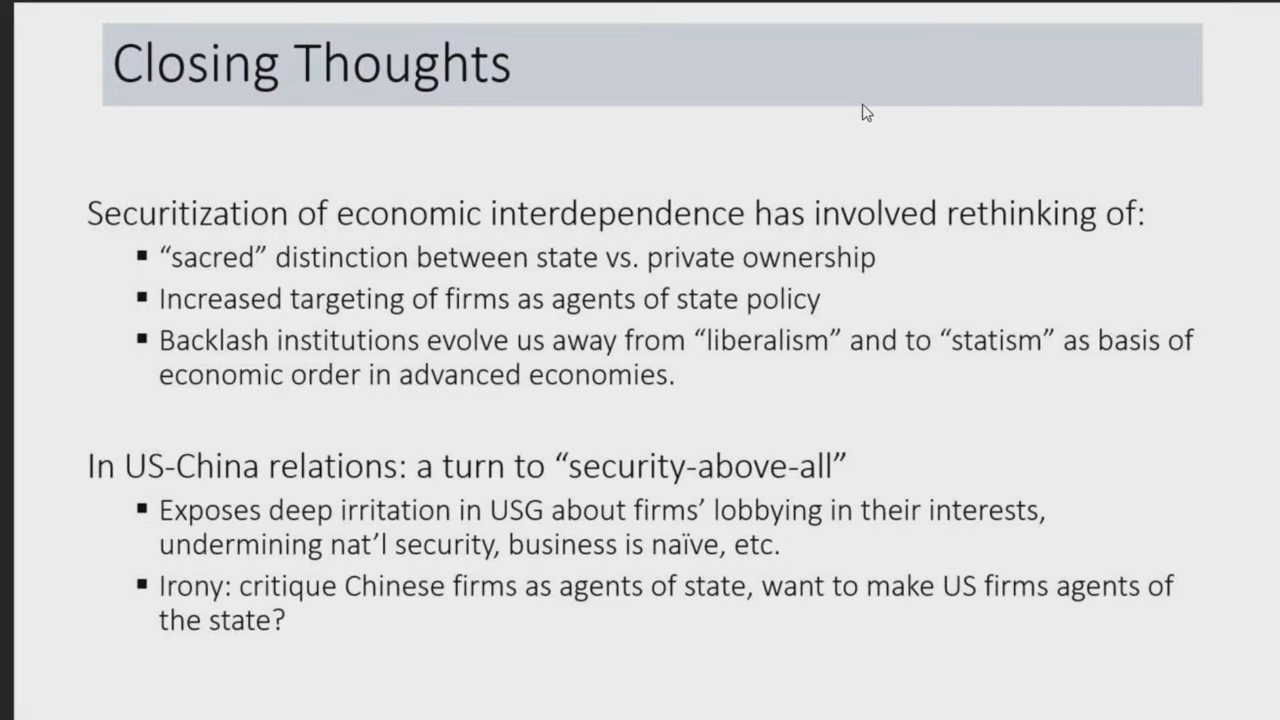 Closing Thoughts
Securitization of economic interdependence has involved rethinking of:
▪ “sacred” distinction between state vs. private ownership
▪ Increased targeting of firms as agents of state policy
▪ Backlash institutions evolve us away from “liberalism” and to “statism” as basis of
economic order in advanced economies.
In US-China relations: a turn to “security-above-all”
▪ Exposes deep irritation in USG about firms’ lobbying in their interests,
undermining nat’l security, business is naïve, etc.
▪ Irony: critique Chinese firms as agents of state, want to make US firms agents of
the state?